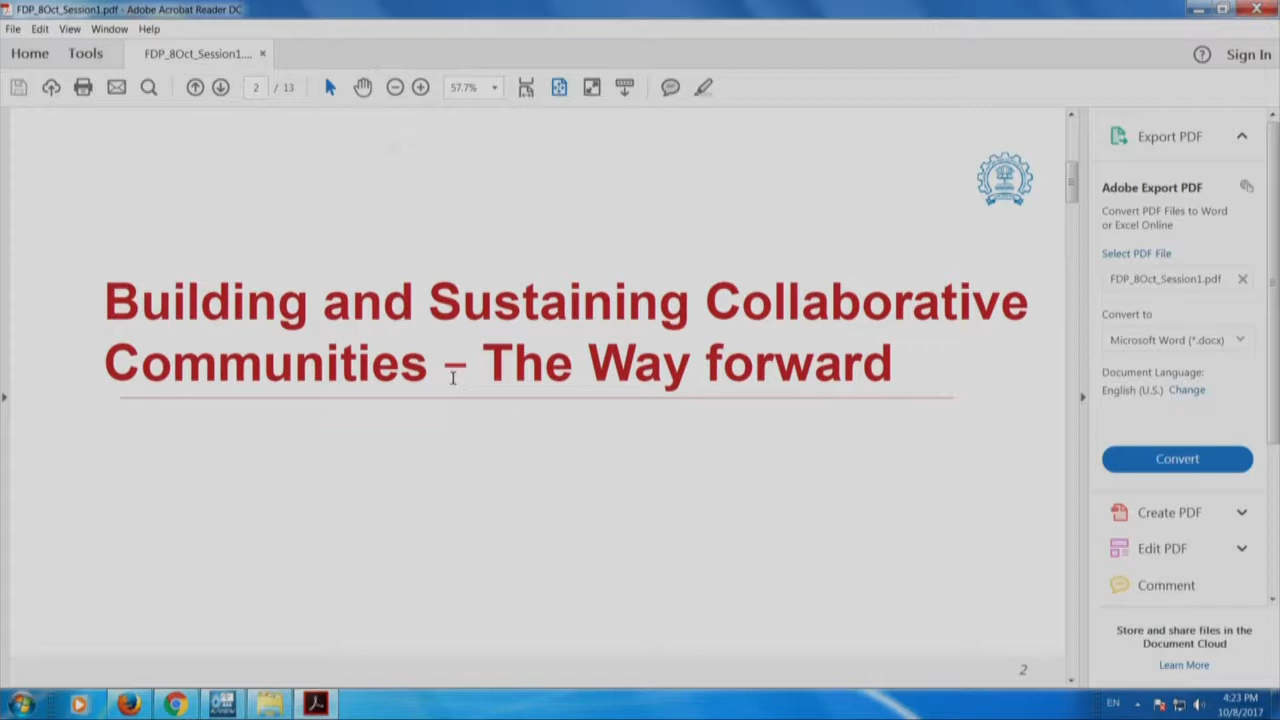 FDP_8Oct_Session1.pdf - Adobe Acrobat Reader DC
File Edit View Window Help
Home Tools FDP_8Oct_Session1.... × Sign In
2 / 13 57.7%
Building and Sustaining Collaborative
Communities – The Way forward
2
Export PDF
Adobe Export PDF
Convert PDF Files to Word
or Excel Online
Select PDF File
FDP_8Oct_Session1.pdf
Convert to
Microsoft Word (*.docx)
Document Language:
English (U.S.) Change
Convert
Create PDF
Edit PDF
Comment
Store and share files in the
Document Cloud
Learn More
EN
4:23 PM
10/8/2017